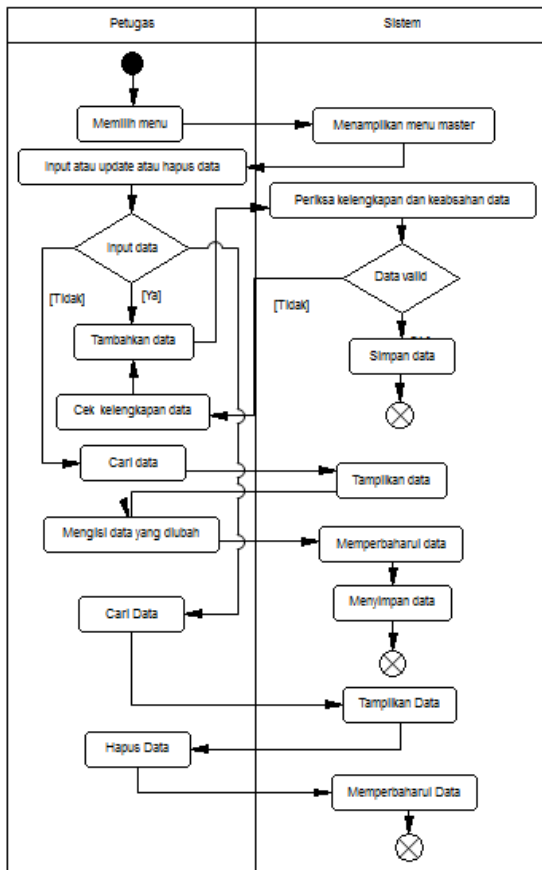 Petugas
Sistem
Memilih menu
Menampilkan menu master
Input atau update atau hapus data
Periksa kelengkapan dan keabsahan data
Input data
Data valid
[Tidak]
[Ya]
[Tidak]
Tambahkan data
Simpan data
Cek kelengkapan data
Cari data
Tampilkan data
Mengisi data yang diubah
Memperbaharui data
Menyimpan data
Cari Data
Tampilkan Data
Hapus Data
Memperbaharui Data